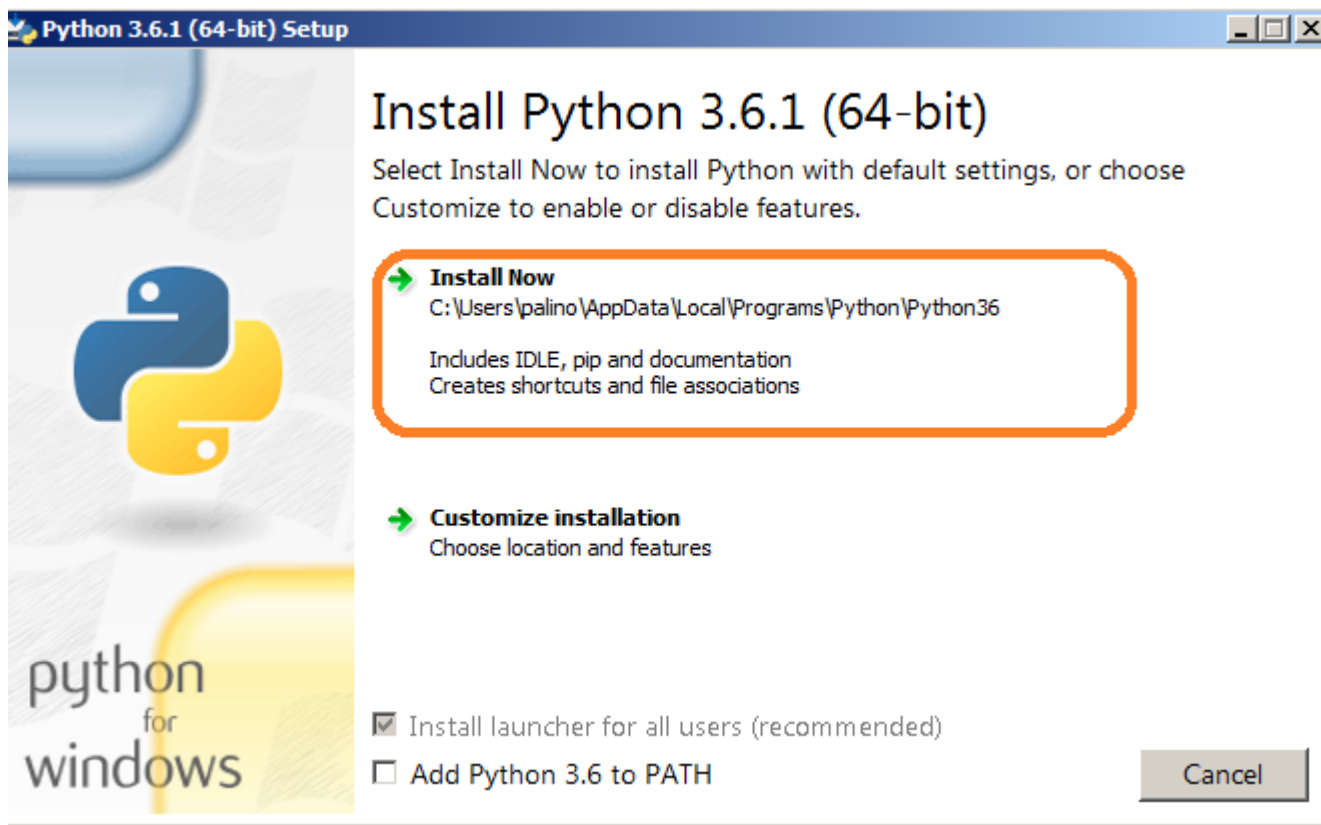 Python 3.6.1 (64-bit) Setup
Install Python 3.6.1 (64-bit)
Select Install Now to install Python with default settings, or choose
Customize to enable or disable features.
Install Now
C:\Users\palino\AppData\Local\Programs\Python\Python36
Includes IDLE, pip and documentation
Creates shortcuts and file associations
Customize installation
Choose location and features
python
for
windows
Install launcher for all users (recommended)
Add Python 3.6 to PATH
Cancel